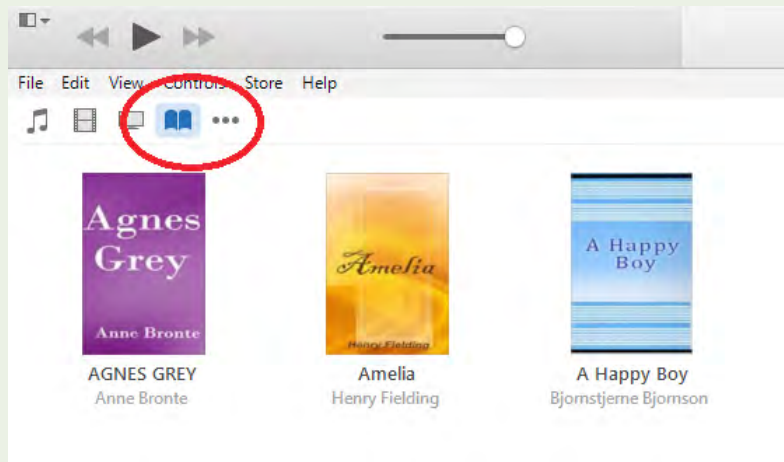 File Edit View Controls Store Help
Agnes
Grey
Anne Bronte
Amelia
Henry Fielding
A Happy
Boy
AGNES GREY
Anne Bronte
Amelia
Henry Fielding
A Happy Boy
Bjornstjerne Bjornson